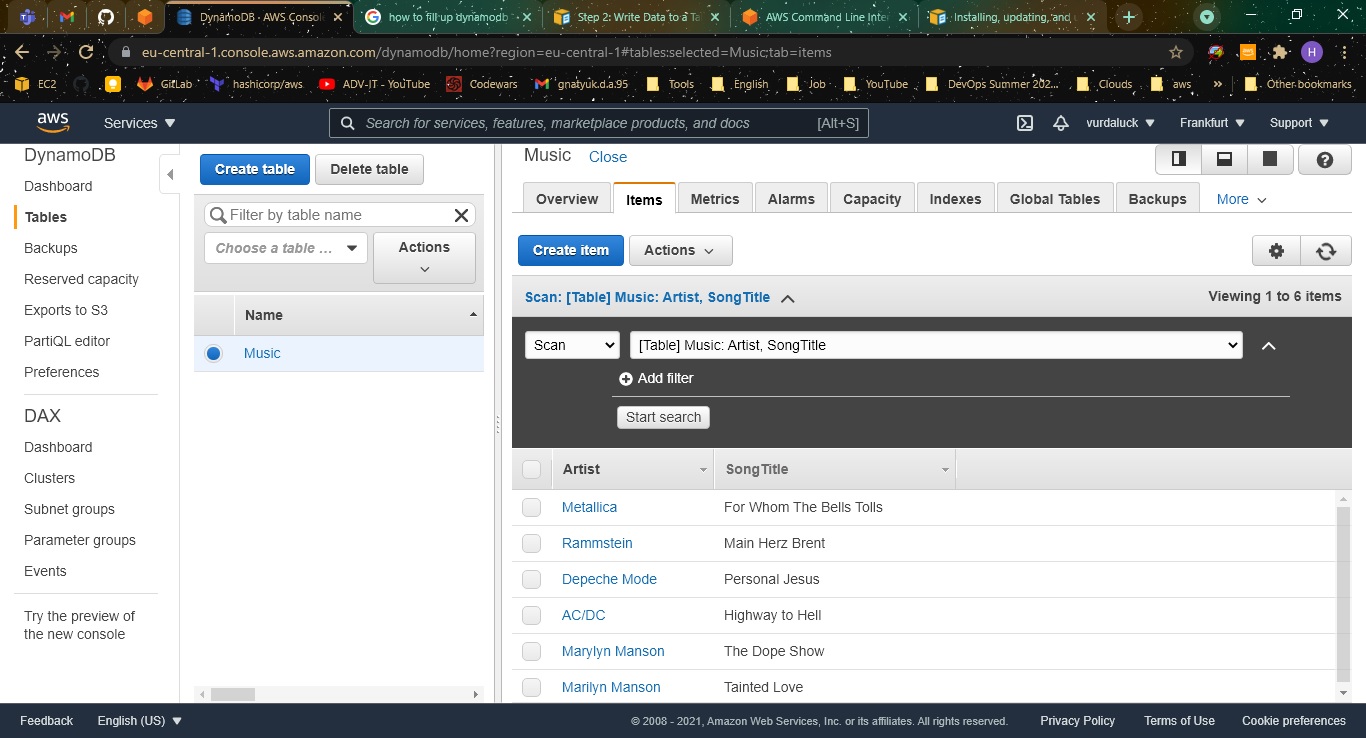 DynamoDB - AWS Consol
how to fill up dynamodb
Step 2: Write Data to a Ta
AWS Command Line Inter
Installing, updating, and u
eu-central-1.console.aws.amazon.com/dynamodb/home?region=eu-central-1#tables:selected=Music;tab=items
H
EC2
GitLab
hashicorp/aws
ADV-IT - YouTube
Codewars
gnatyuk.d.a.95
Tools
English
Job
YouTube
DevOps Summer 202...
Clouds
aws
»
Other bookmarks
aws
Services
Search for services, features, marketplace products, and docs [Alt+S]
vurdaluck
Frankfurt
Support
DynamoDB
Dashboard
Tables
Backups
Reserved capacity
Exports to S3
PartiQL editor
Preferences
DAX
Dashboard
Clusters
Subnet groups
Parameter groups
Events
Try the preview of
the new console
Create table
Delete table
Filter by table name
Choose a table ...
Actions
Name
Music
Music Close
Overview
Items
Metrics
Alarms
Capacity
Indexes
Global Tables
Backups
More
Create item
Actions
Scan: [Table] Music: Artist, SongTitle
Viewing 1 to 6 items
Scan
[Table] Music: Artist, SongTitle
Add filter
Start search
Artist SongTitle
Metallica For Whom The Bells Tolls
Rammstein Main Herz Brent
Depeche Mode Personal Jesus
AC/DC Highway to Hell
Marylyn Manson The Dope Show
Marilyn Manson Tainted Love
Feedback
English (US)
© 2008 - 2021, Amazon Web Services, Inc. or its affiliates. All rights reserved.
Privacy Policy
Terms of Use
Cookie preferences